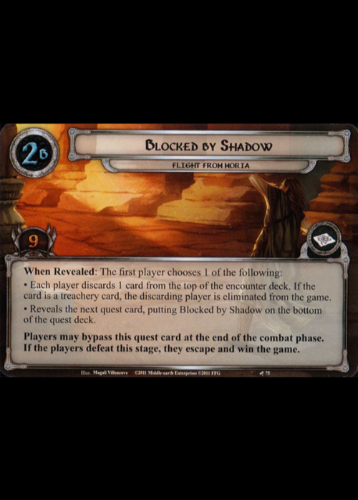 2B
BLOCKED BY SHADOW
FLIGHT FROM MORIA
9
When Revealed: The first player chooses 1 of the following:
• Each player discards 1 card from the top of the encounter deck. If the
card is a treachery card, the discarding player is eliminated from the game.
• Reveals the next quest card, putting Blocked by Shadow on the bottom
of the quest deck.
Players may bypass this quest card at the end of the combat phase.
If the players defeat this stage, they escape and win the game.
Illus. Magali Villeneuve ©2011 Middle-earth Enterprises ©2011 FFG